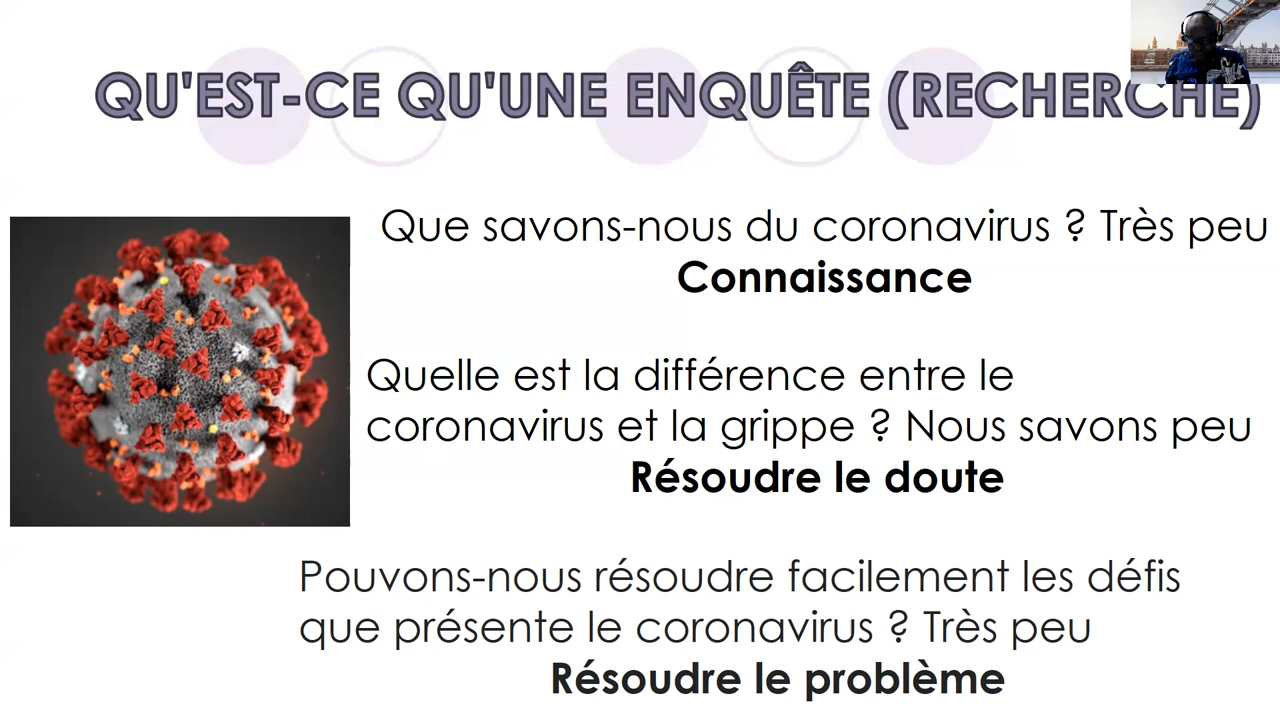 QU'EST-CE QU'UNE ENQUÊTE (RECHERCHE)
Que savons-nous du coronavirus ? Très peu
Connaissance
Quelle est la différence entre le
coronavirus et la grippe ? Nous savons peu
Résoudre le doute
Pouvons-nous résoudre facilement les défis
que présente le coronavirus ? Très peu
Résoudre le problème